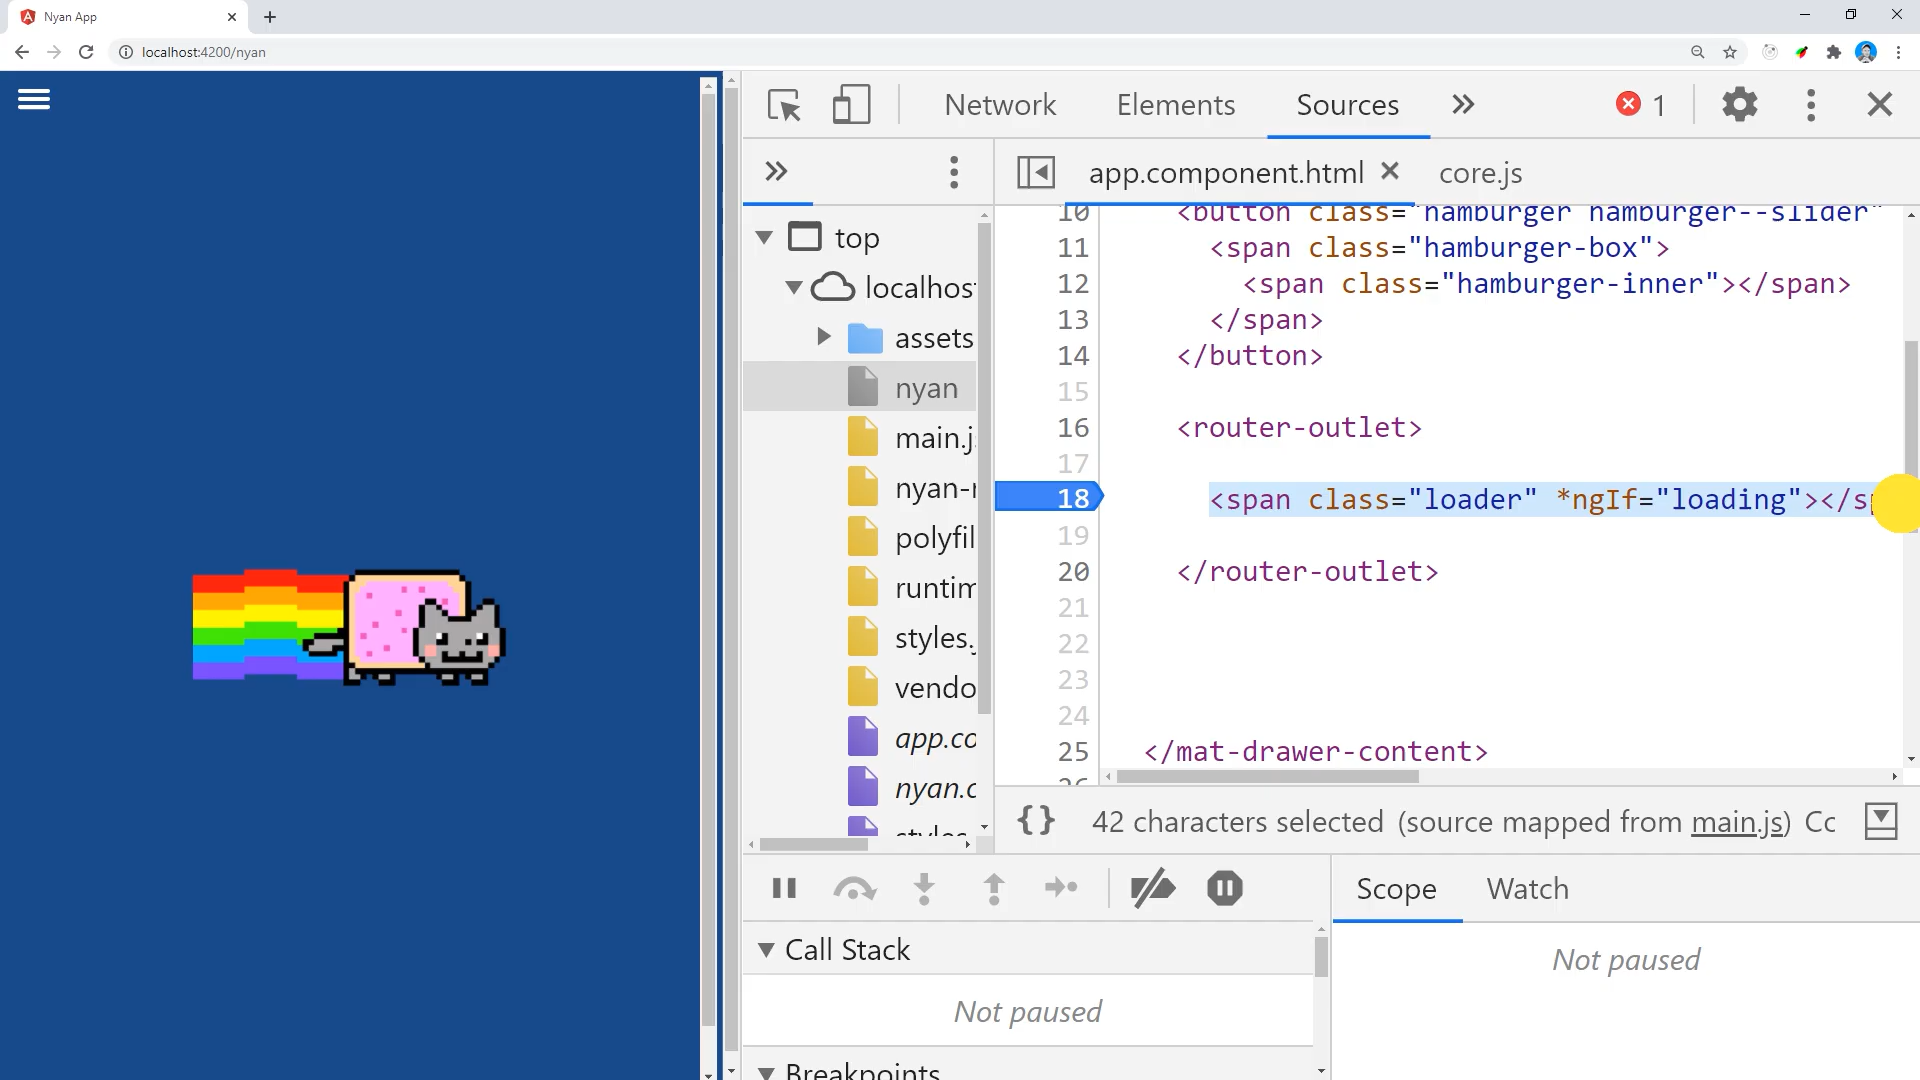 Nyan App
localhost:4200/nyan
Network Elements Sources 1
app.component.html core.js
top
localhos
assets
nyan
main.j
nyan-
polyfil
runtim
styles.
vendo
app.co
nyan.c
styles
10 <button class="hamburger hamburger--slider"
11 <span class="hamburger-box">
12 <span class="hamburger-inner"></span>
13 </span>
14 </button>
15
16 <router-outlet>
17
18 <span class="loader" *ngIf="loading"></sp
19
20 </router-outlet>
21
22
23
24
25 </mat-drawer-content>
26
{} 42 characters selected (source mapped from main.js) Cc
Call Stack
Not paused
Breakpoints
Scope Watch
Not paused